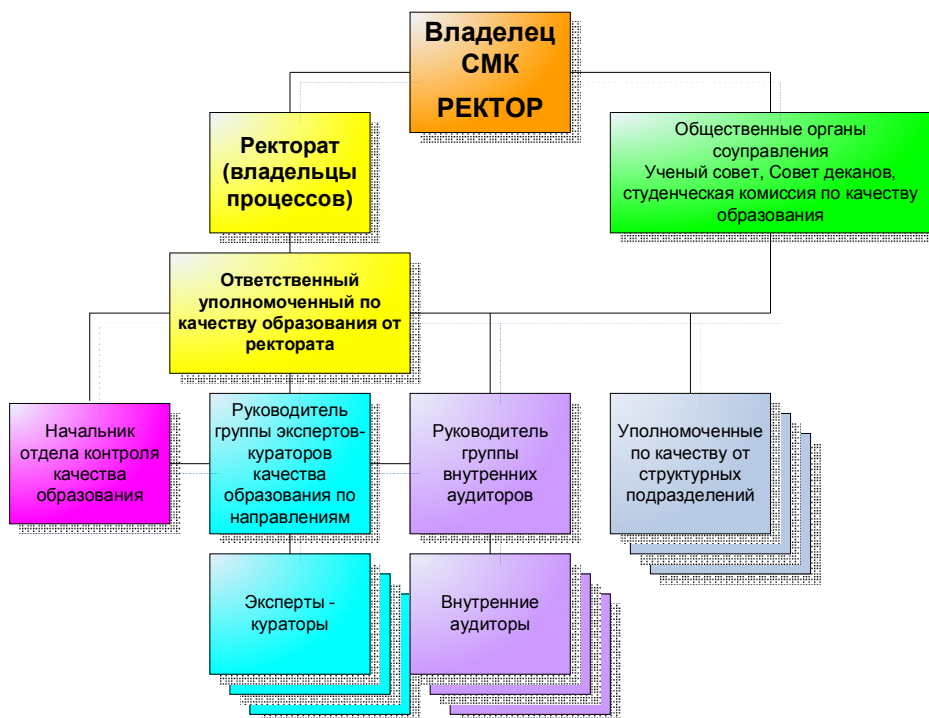 Владелец
СМК
РЕКТОР
Ректорат
(владельцы
процессов)
Общественные органы
соуправления
Ученый совет, Совет деканов,
студенческая комиссия по качеству
образования
Ответственный
уполномоченный по
качеству образования от
ректората
Начальник
отдела контроля
качества
образования
Руководитель
группы экспертов-
кураторов
качества
образования по
направлениям
Руководитель
группы
внутренних
аудиторов
Уполномоченные
по качеству от
структурных
подразделений
Эксперты -
кураторы
Внутренние
аудиторы